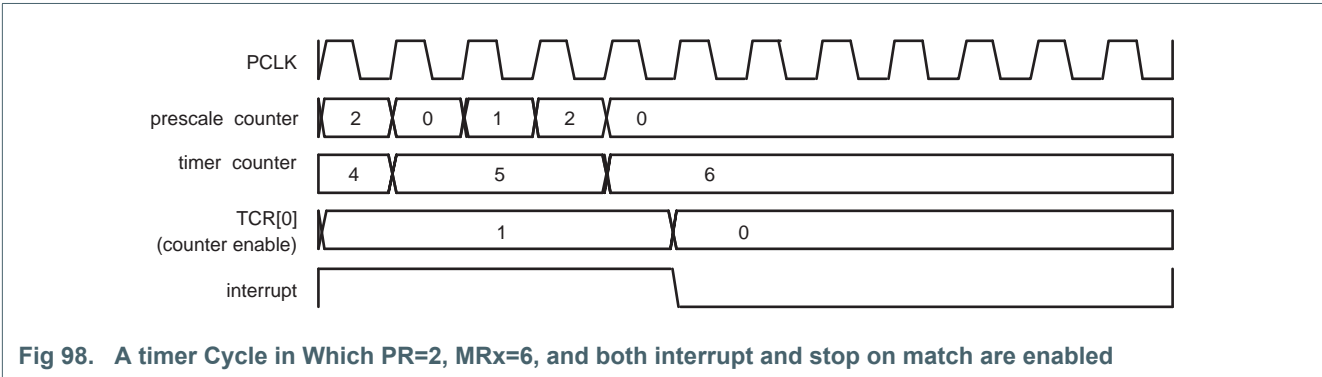 PCLK
prescale counter 2 0 1 2 0
timer counter 4 5 6
TCR[0]
(counter enable) 1 0
interrupt
Fig 98. A timer Cycle in Which PR=2, MRx=6, and both interrupt and stop on match are enabled